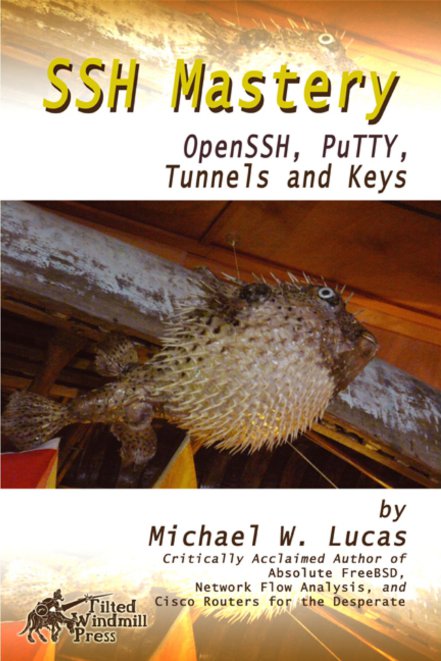 SSH Mastery
OpenSSH, PuTTY,
Tunnels and Keys
by
Michael W. Lucas
Critically Acclaimed Author of
Absolute FreeBSD,
Network Flow Analysis, and
Cisco Routers for the Desperate
Tilted
Windmill
Press